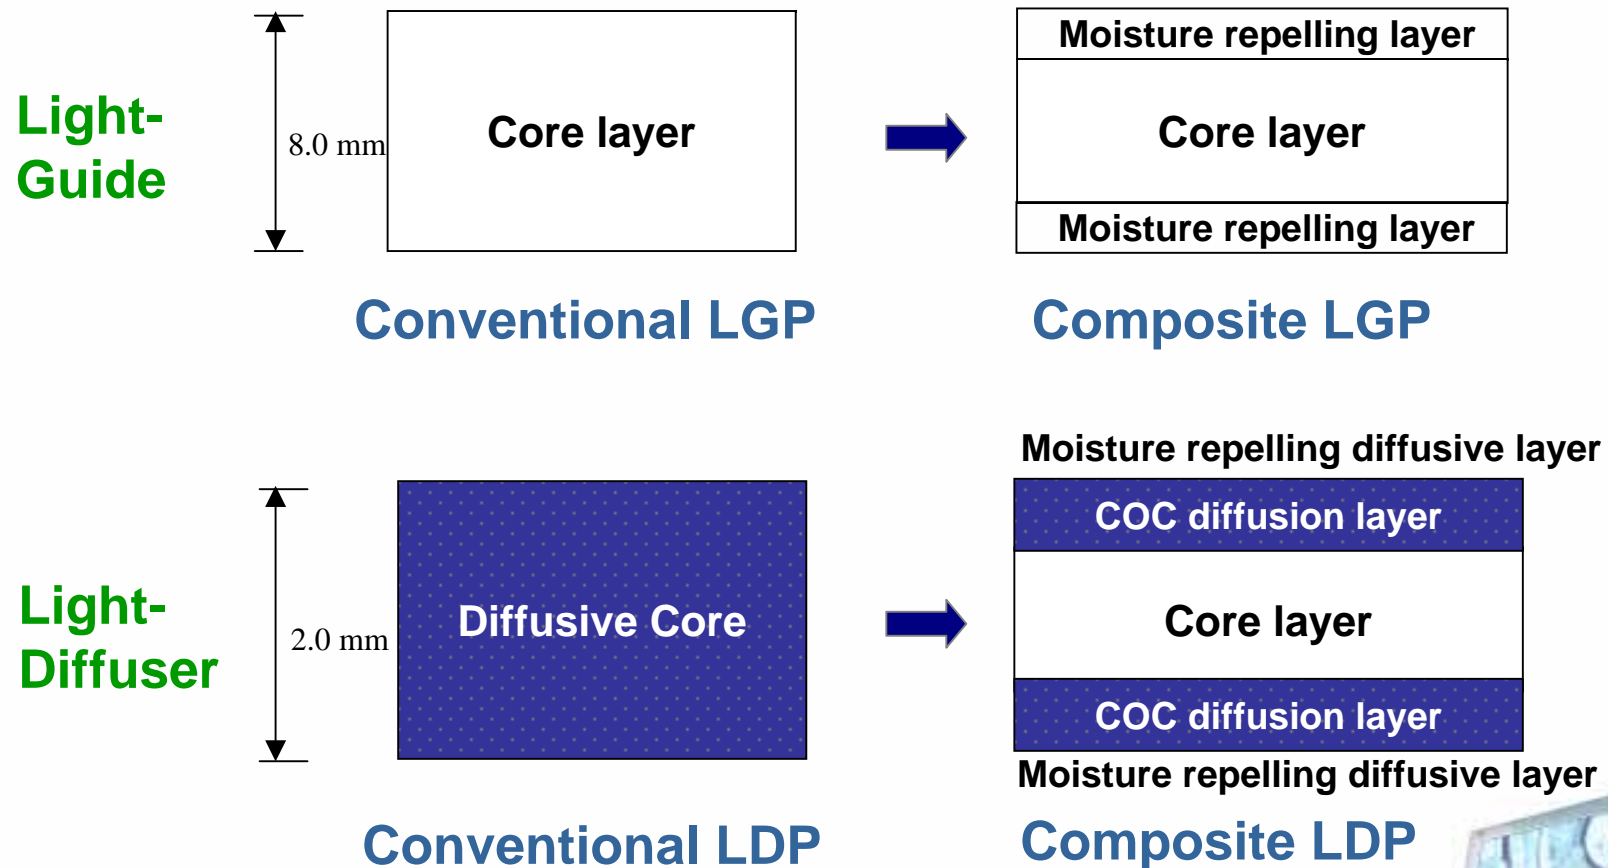 Light-
Guide
8.0 mm
Core layer
Moisture repelling layer
Core layer
Moisture repelling layer
Conventional LGP
Composite LGP
Light-
Diffuser
2.0 mm
Diffusive Core
Moisture repelling diffusive layer
COC diffusion layer
Core layer
COC diffusion layer
Moisture repelling diffusive layer
Conventional LDP
Composite LDP